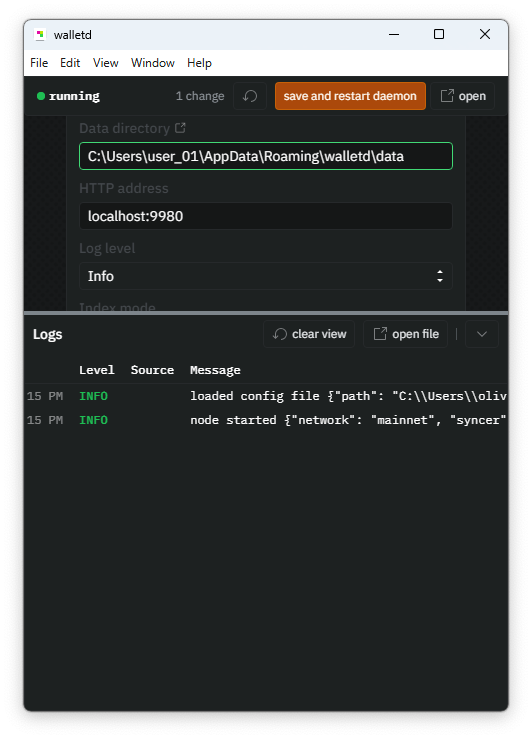 walletd
File Edit View Window Help
running 1 change save and restart daemon open
Data directory
C:\Users\user_01\AppData\Roaming\walletd\data
HTTP address
localhost:9980
Log level
Info
Index mode
Logs clear view open file
Level Source Message
15 PM INFO loaded config file {"path": "C:\\Users\\oliv
15 PM INFO node started {"network": "mainnet", "syncer"